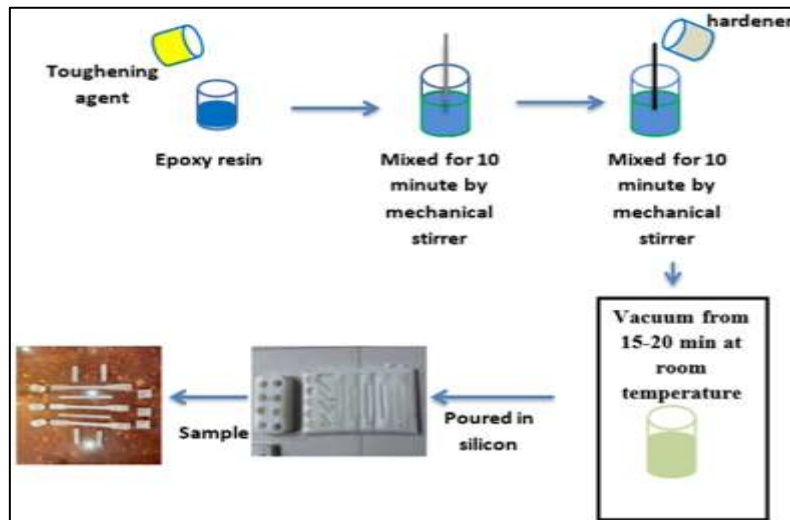 hardener
Toughening
agent
Epoxy resin
Mixed for 10
minute by
mechanical
stirrer
Mixed for 10
minute by
mechanical
stirrer
Vacuum from
15-20 min at
room
temperature
Poured in
silicon
Sample